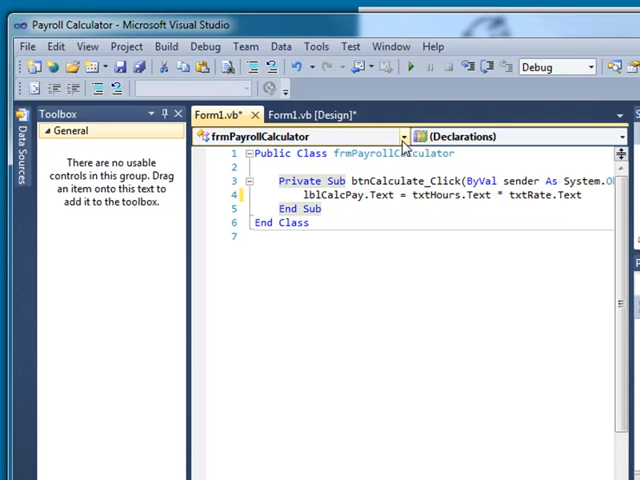 Payroll Calculator - Microsoft Visual Studio
File Edit View Project Build Debug Team Data Tools Test Window Help
Debug
Toolbox
Form1.vb*
Form1.vb [Design]*
General
frmPayrollCalculator
(Declarations)
Data Sources
There are no usable
controls in this group. Drag
an item onto this text to
add it to the toolbox.
1 Public Class frmPayrollCalculator
2
3 Private Sub btnCalculate_Click(ByVal sender As System.Ob
4 lblCalcPay.Text = txtHours.Text * txtRate.Text
5 End Sub
6 End Class
7